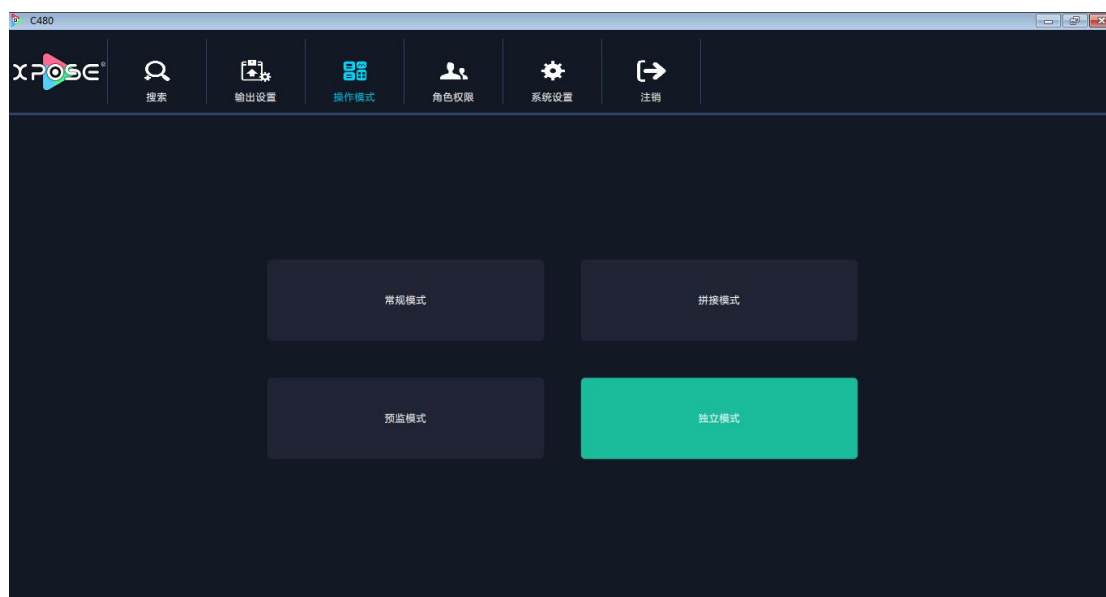 C480
XPOSE®
搜索
输出设置
操作模式
角色权限
系统设置
注销
常规模式
拼接模式
预监模式
独立模式